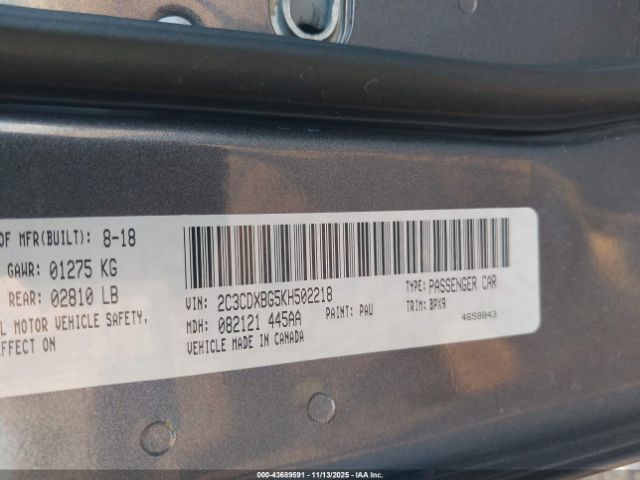 OF MFR(BUILT): 8-18
GAWR: 01275 KG
REAR: 02810 LB
L MOTOR VEHICLE SAFETY,
EFFECT ON
VIN: 2C3CDXBG5KH502218
TYPE: PASSENGER CAR
MDH: 082121 445AA
PAINT: PAU
TRIM: BPX9
VEHICLE MADE IN CANADA
4658843
000-43689591 - 11/13/2025 - IAA Inc.